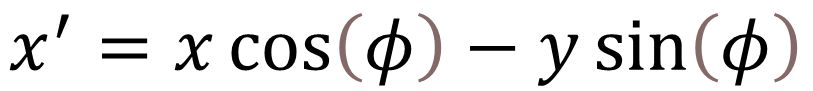 x′ = x cos(ϕ) − y sin(ϕ)